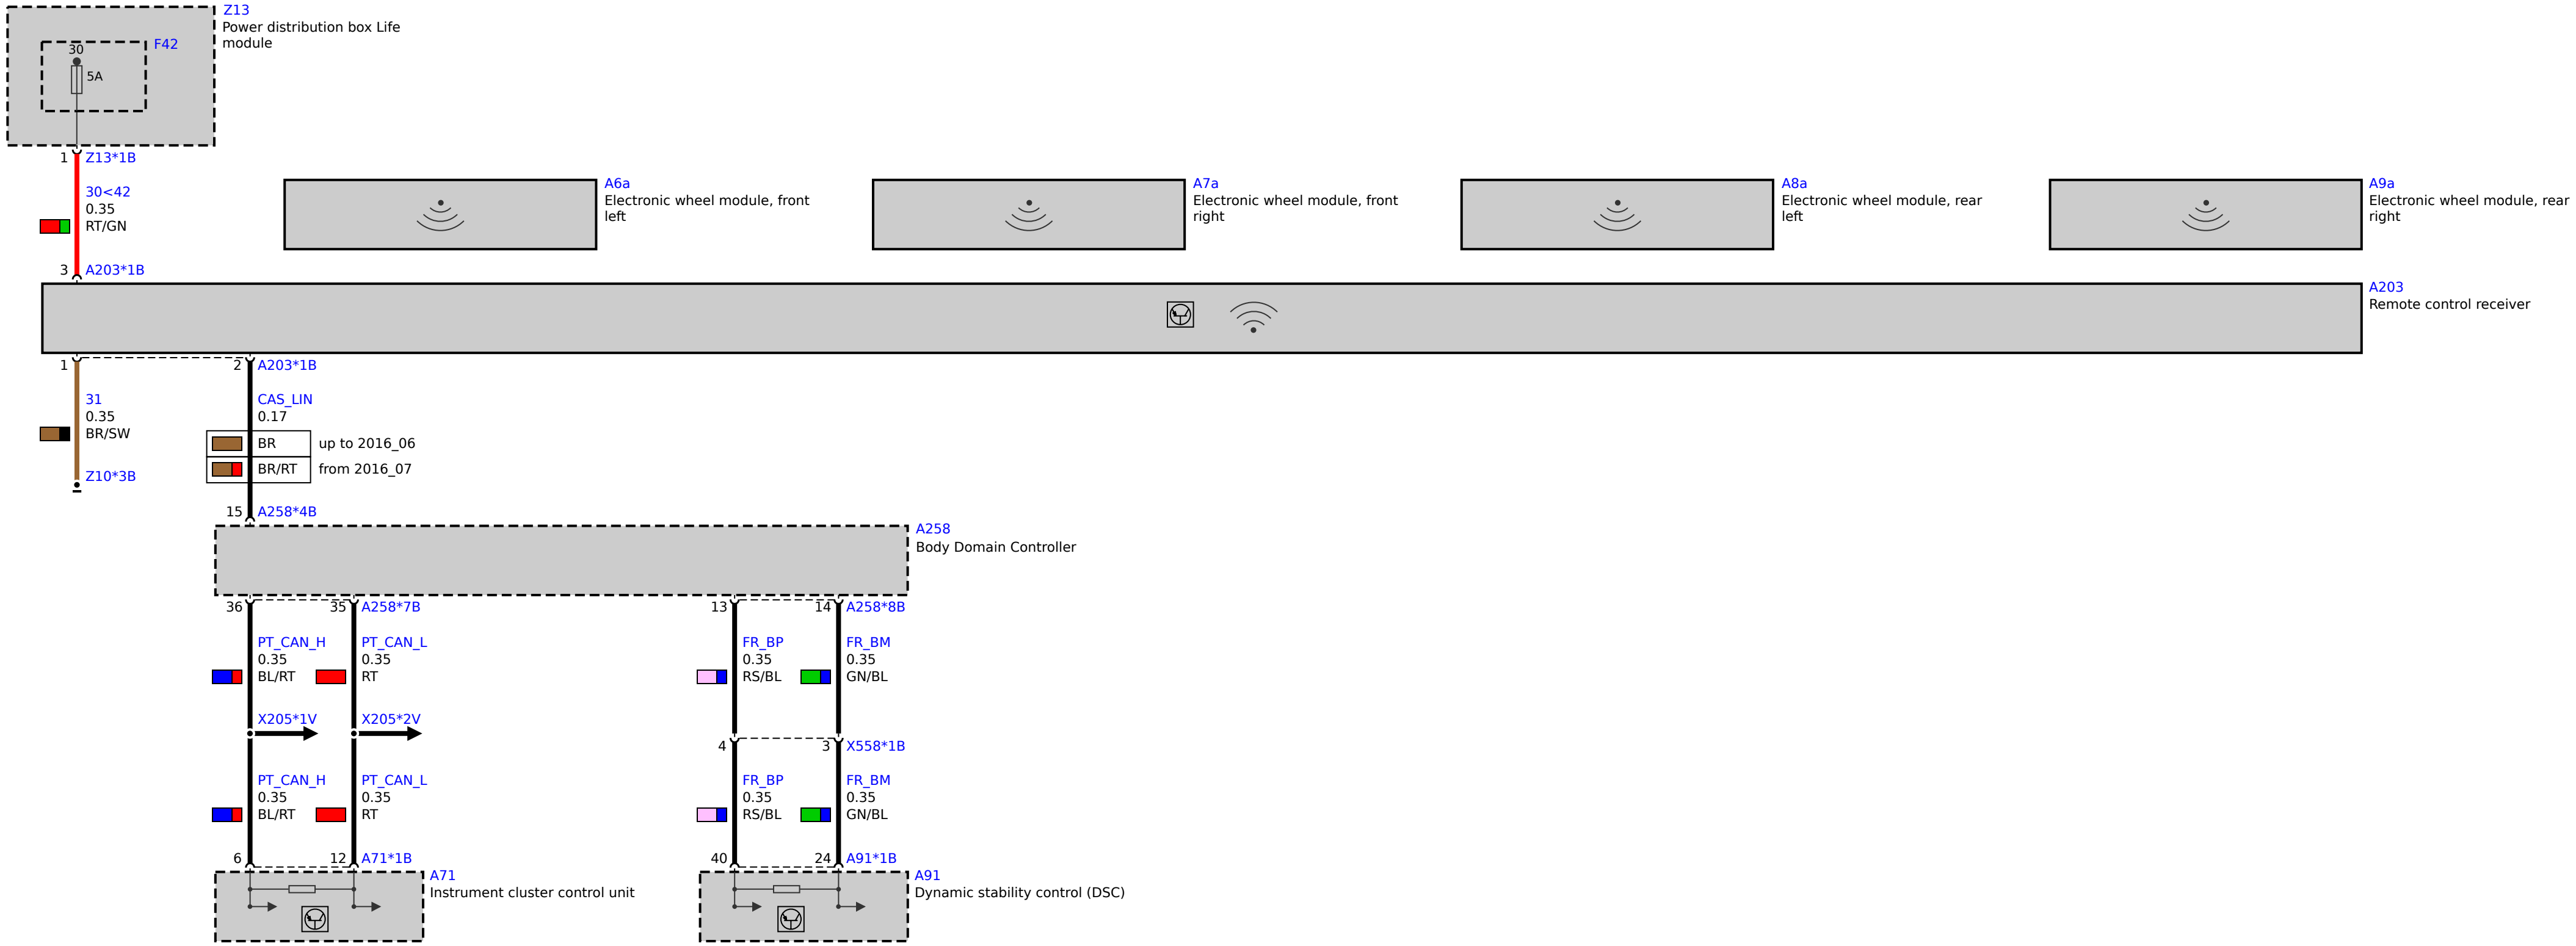 Z13
Power distribution box Life
module
F42
30
5A
1 Z13*1B
30<42
0.35
RT/GN
A6a
Electronic wheel module, front
left
A7a
Electronic wheel module, front
right
A8a
Electronic wheel module, rear
left
A9a
Electronic wheel module, rear
right
3 A203*1B
A203
Remote control receiver
1
2 A203*1B
31
0.35
BR/SW
Z10*3B
CAS_LIN
0.17
BR up to 2016_06
BR/RT from 2016_07
15 A258*4B
A258
Body Domain Controller
36 35 A258*7B
13 14 A258*8B
PT_CAN_H
0.35
BL/RT
PT_CAN_L
0.35
RT
FR_BP
0.35
RS/BL
FR_BM
0.35
GN/BL
X205*1V
X205*2V
4 3 X558*1B
PT_CAN_H
0.35
BL/RT
PT_CAN_L
0.35
RT
FR_BP
0.35
RS/BL
FR_BM
0.35
GN/BL
6 12 A71*1B
40 24 A91*1B
A71
Instrument cluster control unit
A91
Dynamic stability control (DSC)